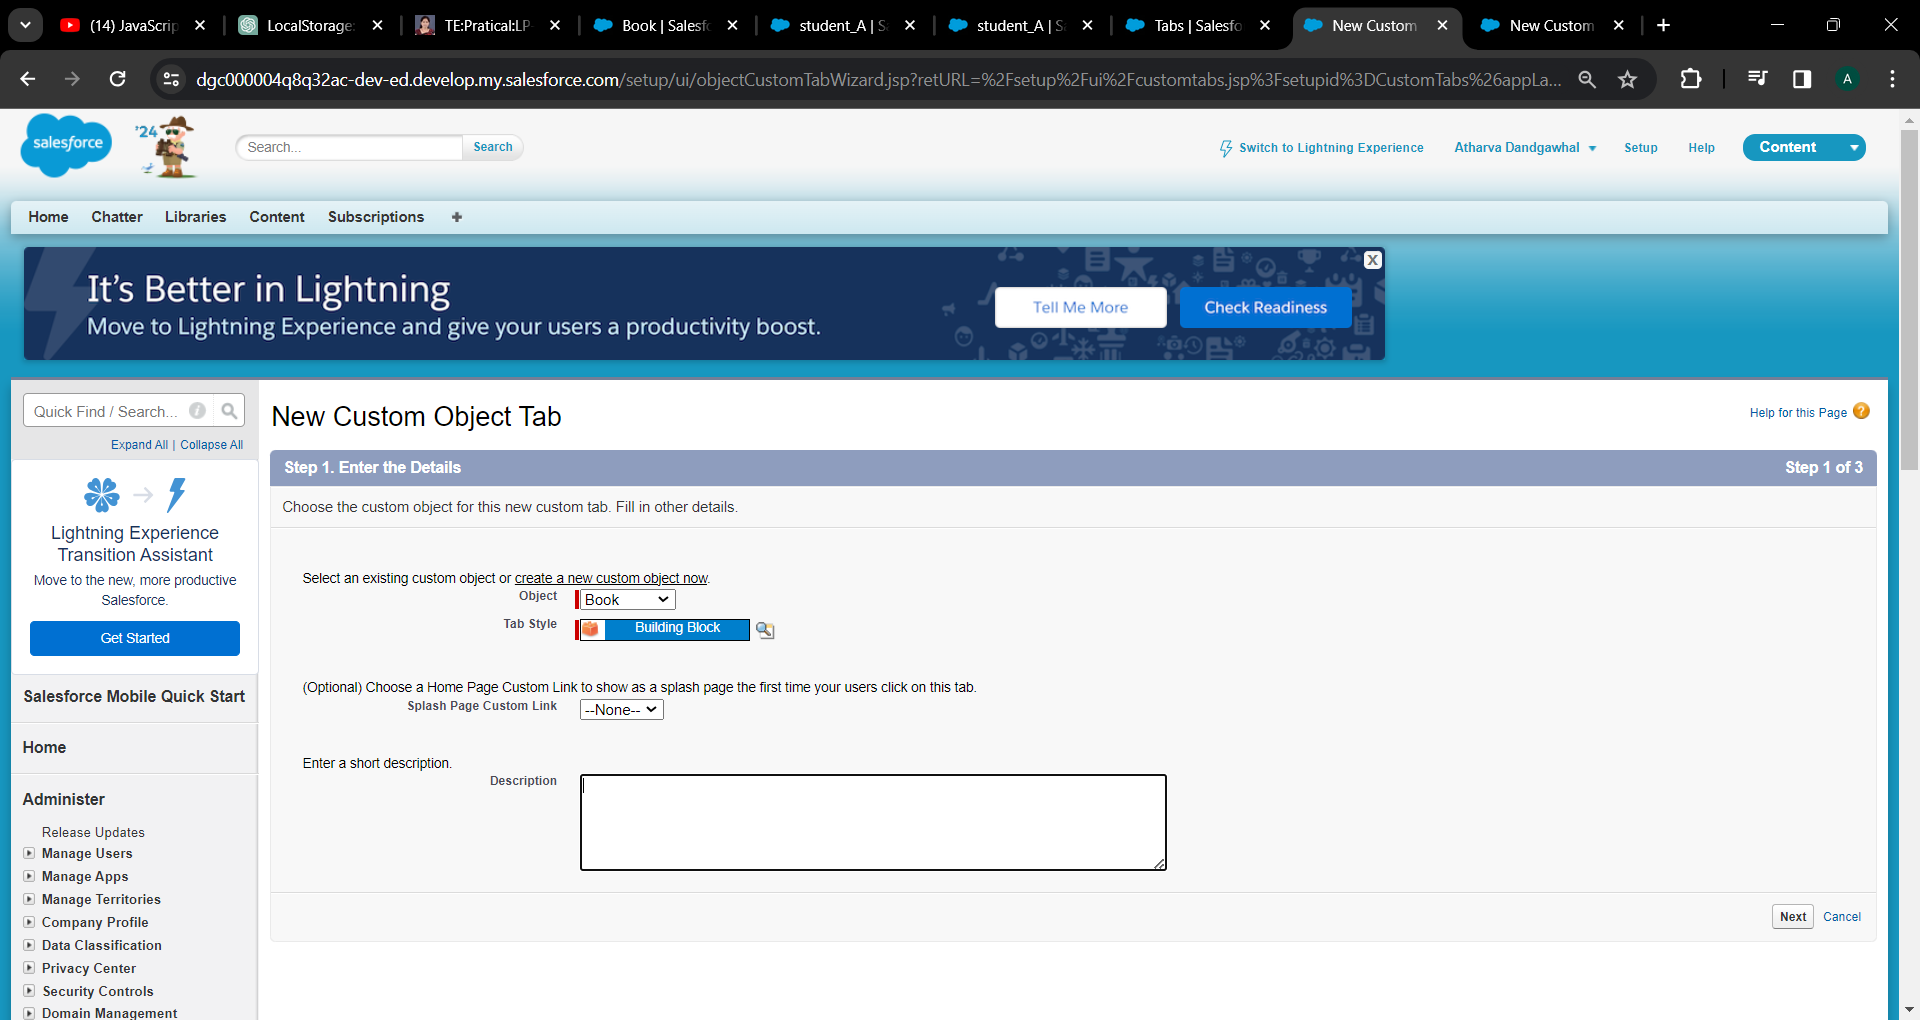 (14) JavaScrip
LocalStorage:
TE:Pratical:LP
Book | Salesfo
student_A | Sa
student_A | Sa
Tabs | Salesfo
New Custom
New Custom
dgc000004q8q32ac-dev-ed.develop.my.salesforce.com/setup/ui/objectCustomTabWizard.jsp?retURL=%2Fsetup%2Fui%2Fcustomtabs.jsp%3Fsetupid%3DCustomTabs%26appLa...
A
salesforce
'24
Search...
Search
Switch to Lightning Experience
Atharva Dandgawhal
Setup
Help
Content
Home
Chatter
Libraries
Content
Subscriptions
+
It's Better in Lightning
Move to Lightning Experience and give your users a productivity boost.
Tell Me More
Check Readiness
X
Quick Find / Search...
Expand All | Collapse All
Lightning Experience
Transition Assistant
Move to the new, more productive
Salesforce.
Get Started
Salesforce Mobile Quick Start
Home
Administer
Release Updates
Manage Users
Manage Apps
Manage Territories
Company Profile
Data Classification
Privacy Center
Security Controls
Domain Management
New Custom Object Tab
Help for this Page
Step 1. Enter the Details
Step 1 of 3
Choose the custom object for this new custom tab. Fill in other details.
Select an existing custom object or create a new custom object now.
Object
Book
Tab Style
Building Block
(Optional) Choose a Home Page Custom Link to show as a splash page the first time your users click on this tab.
Splash Page Custom Link
--None--
Enter a short description.
Description
Next
Cancel